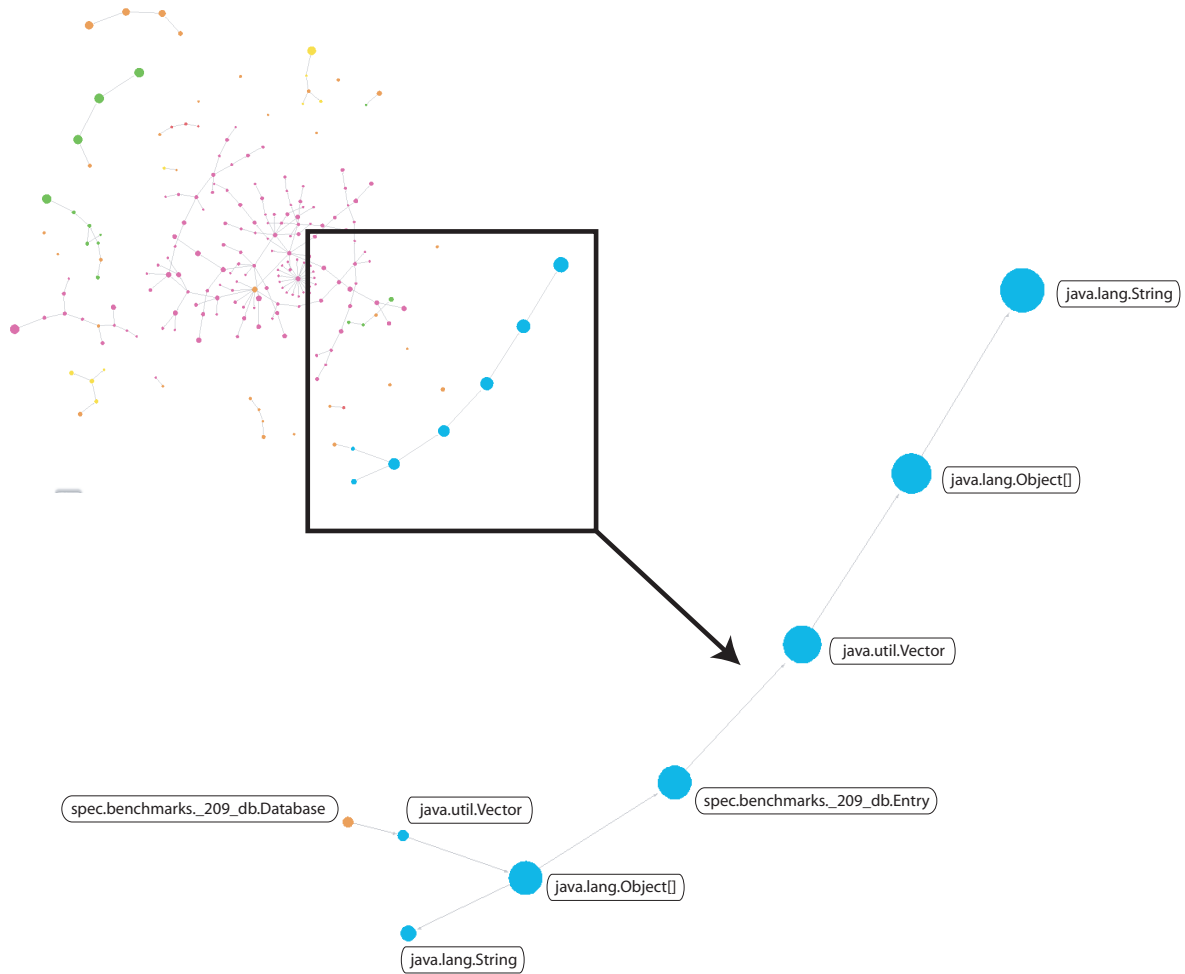 java.lang.String
java.lang.Object[]
java.util.Vector
spec.benchmarks._209_db.Entry
spec.benchmarks._209_db.Database
java.util.Vector
java.lang.Object[]
java.lang.String